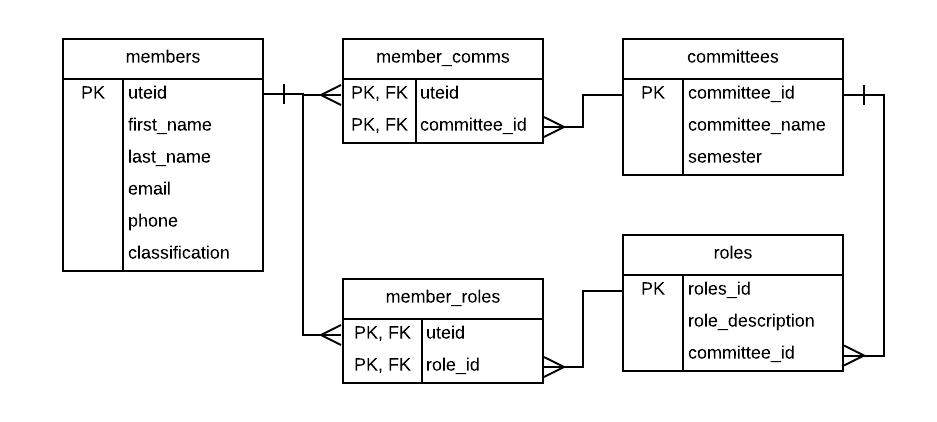 members
PK uteid
first_name
last_name
email
phone
classification
member_comms
PK, FK uteid
PK, FK committee_id
committees
PK committee_id
committee_name
semester
member_roles
PK, FK uteid
PK, FK role_id
roles
PK roles_id
role_description
committee_id